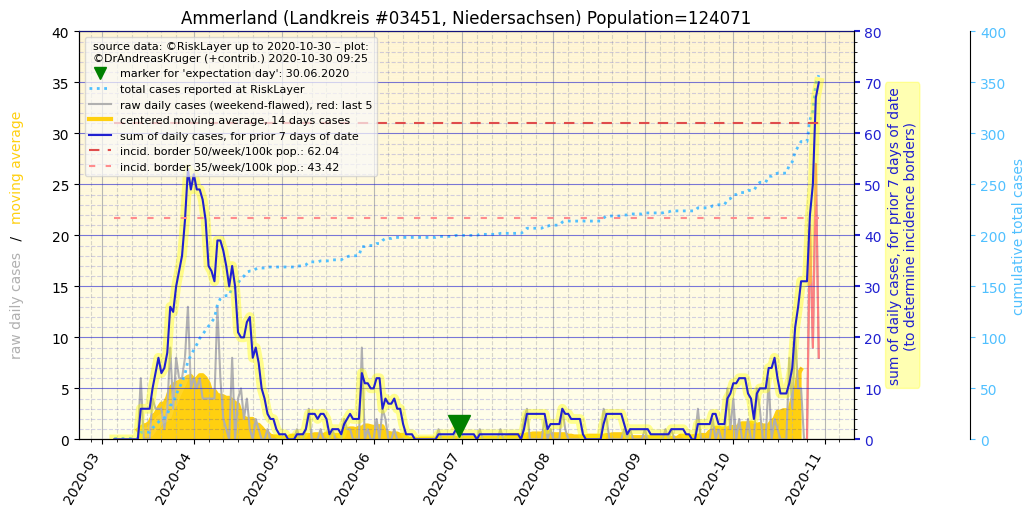 Ammerland (Landkreis #03451, Niedersachsen) Population=124071
source data: ©RiskLayer up to 2020-10-30 – plot:
©DrAndreasKruger (+contrib.) 2020-10-30 09:25
marker for 'expectation day': 30.06.2020
total cases reported at RiskLayer
raw daily cases (weekend-flawed), red: last 5
centered moving average, 14 days cases
sum of daily cases, for prior 7 days of date
incid. border 50/week/100k pop.: 62.04
incid. border 35/week/100k pop.: 43.42
raw daily cases / moving average
40
35
30
25
20
15
10
5
0
80
70
60
50
40
30
20
10
0
sum of daily cases, for prior 7 days of date
(to determine incidence borders)
400
350
300
250
200
150
100
50
0
cumulative total cases
2020-03
2020-04
2020-05
2020-06
2020-07
2020-08
2020-09
2020-10
2020-11